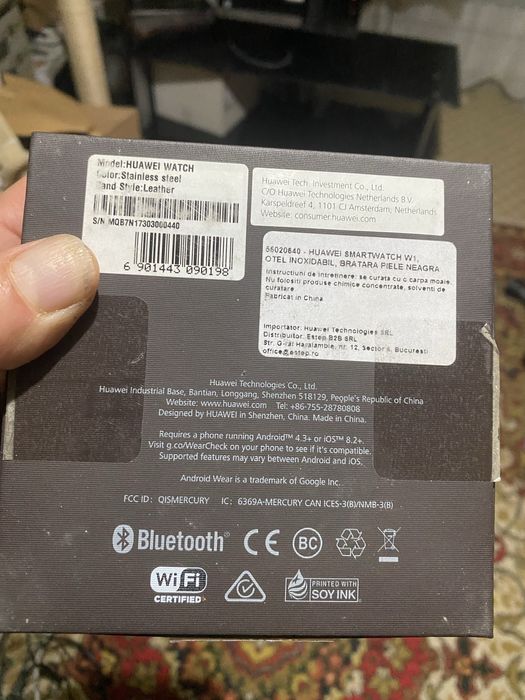 Model:HUAWEI WATCH
Color:Stainless steel
Band Style:Leather
S/N:MQB7N17303000440
6 901443 090198
Huawei Tech. Investment Co., Ltd.
C/O Huawei Technologies Netherlands B.V.
Karspeldreef 4, 1101 CJ Amsterdam, Netherlands
Website: consumer.huawei.com
55020640 - HUAWEI SMARTWATCH W1,
OTEL INOXIDABIL, BRATARA PIELE NEAGRA
Instructiuni de intretinere: se curata cu o carpa moale.
Nu folositi produse chimice concentrate, solventi de
curatare
Fabricat in China
Importator: Huawei Technologies SRL
Distribuitor: Estep B2B SRL
Str. G-ral Haralambie, nr. 12, Sector 4, Bucuresti
office@estep.ro
Huawei Technologies Co., Ltd.
Huawei Industrial Base, Bantian, Longgang, Shenzhen 518129, People's Republic of China
Website: www.huawei.com Tel: +86-755-28780808
Designed by HUAWEI in Shenzhen, China. Made in China.
Requires a phone running Android™ 4.3+ or iOS™ 8.2+.
Visit g.co/WearCheck on your phone to see if it's compatible.
Supported features may vary between Android and iOS.
Android Wear is a trademark of Google Inc.
FCC ID: QISMERCURY IC: 6369A-MERCURY CAN ICES-3(B)/NMB-3(B)
Bluetooth® CE BC
Wi Fi
CERTIFIED
PRINTED WITH
SOY INK